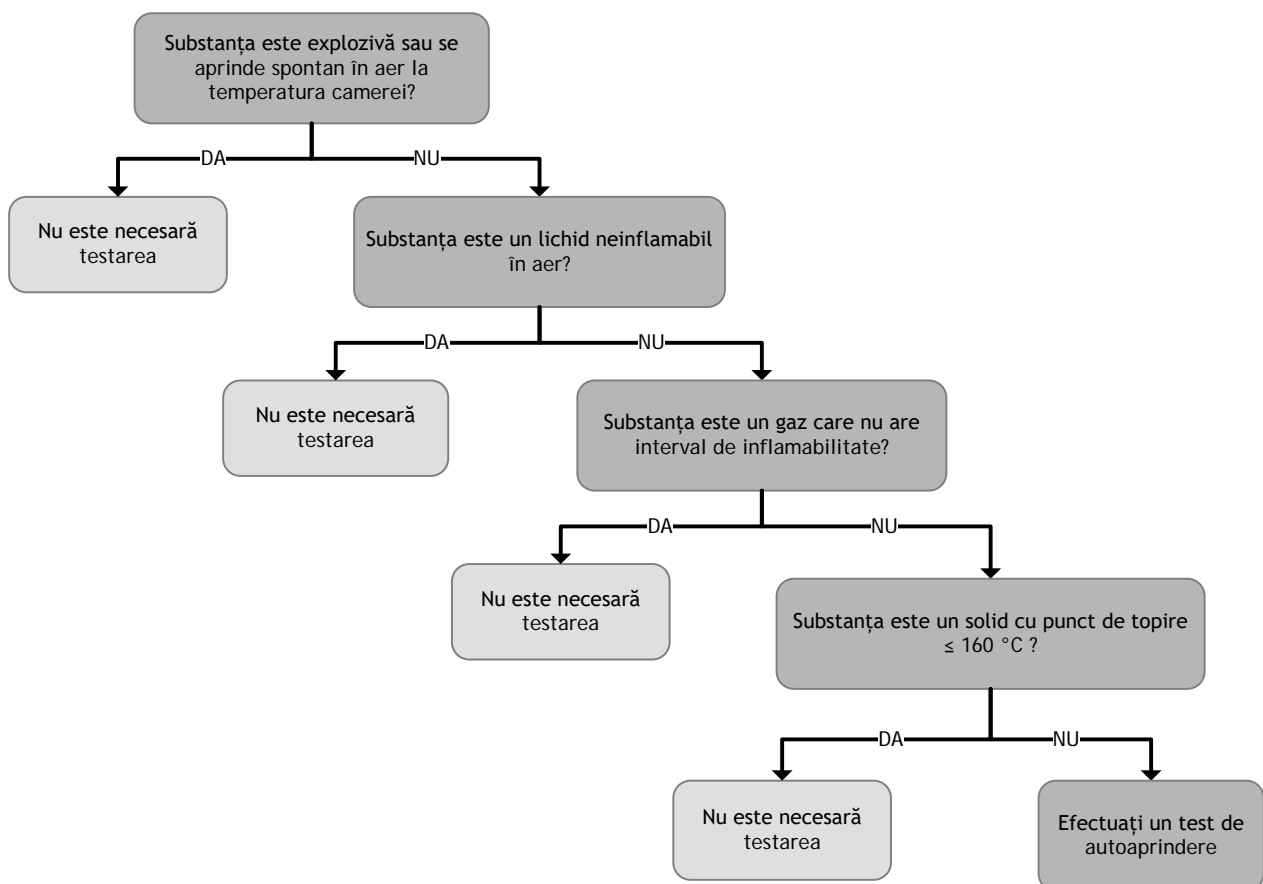 Substanța este explozivă sau se
aprinde spontan în aer la
temperatura camerei?
DA
NU
Nu este necesară
testarea
Substanța este un lichid neinflamabil
în aer?
DA
NU
Nu este necesară
testarea
Substanța este un gaz care nu are
interval de inflamabilitate?
DA
NU
Nu este necesară
testarea
Substanța este un solid cu punct de topire
≤ 160 °C ?
DA
NU
Nu este necesară
testarea
Efectuați un test de
autoaprindere